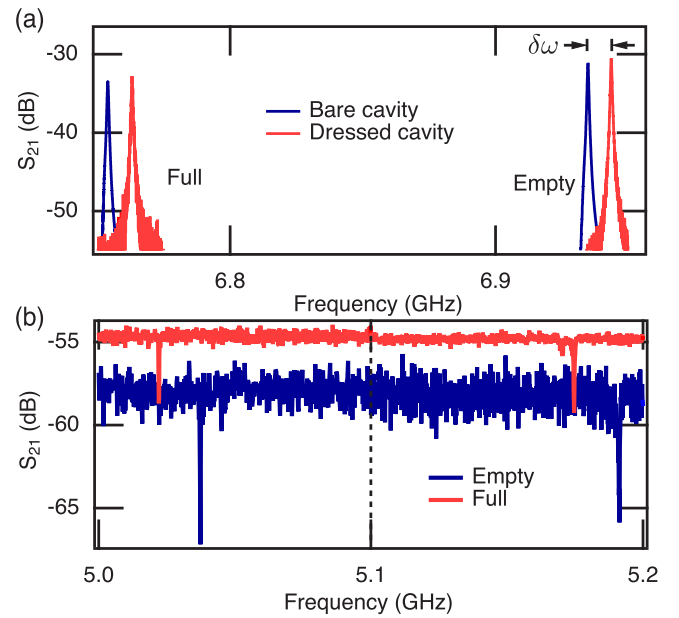 (a)
-30
-40
-50
S21 (dB)
δω
Bare cavity
Dressed cavity
Full
Empty
6.8
6.9
Frequency (GHz)
(b)
-55
-60
-65
S21 (dB)
Empty
Full
5.0
5.1
5.2
Frequency (GHz)